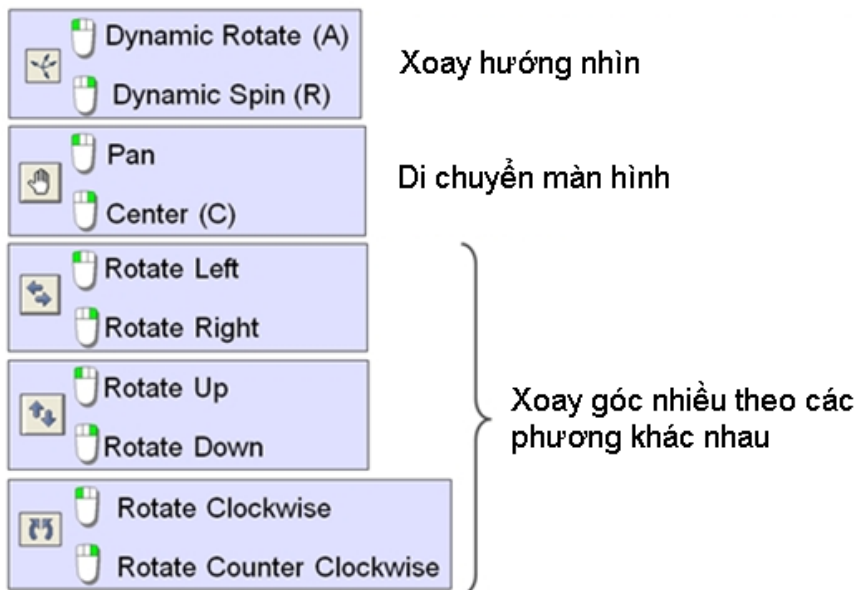 Dynamic Rotate (A)
Dynamic Spin (R)
Xoay hướng nhìn
Pan
Center (C)
Di chuyển màn hình
Rotate Left
Rotate Right
Rotate Up
Rotate Down
Rotate Clockwise
Rotate Counter Clockwise
Xoay góc nhiều theo các
phương khác nhau